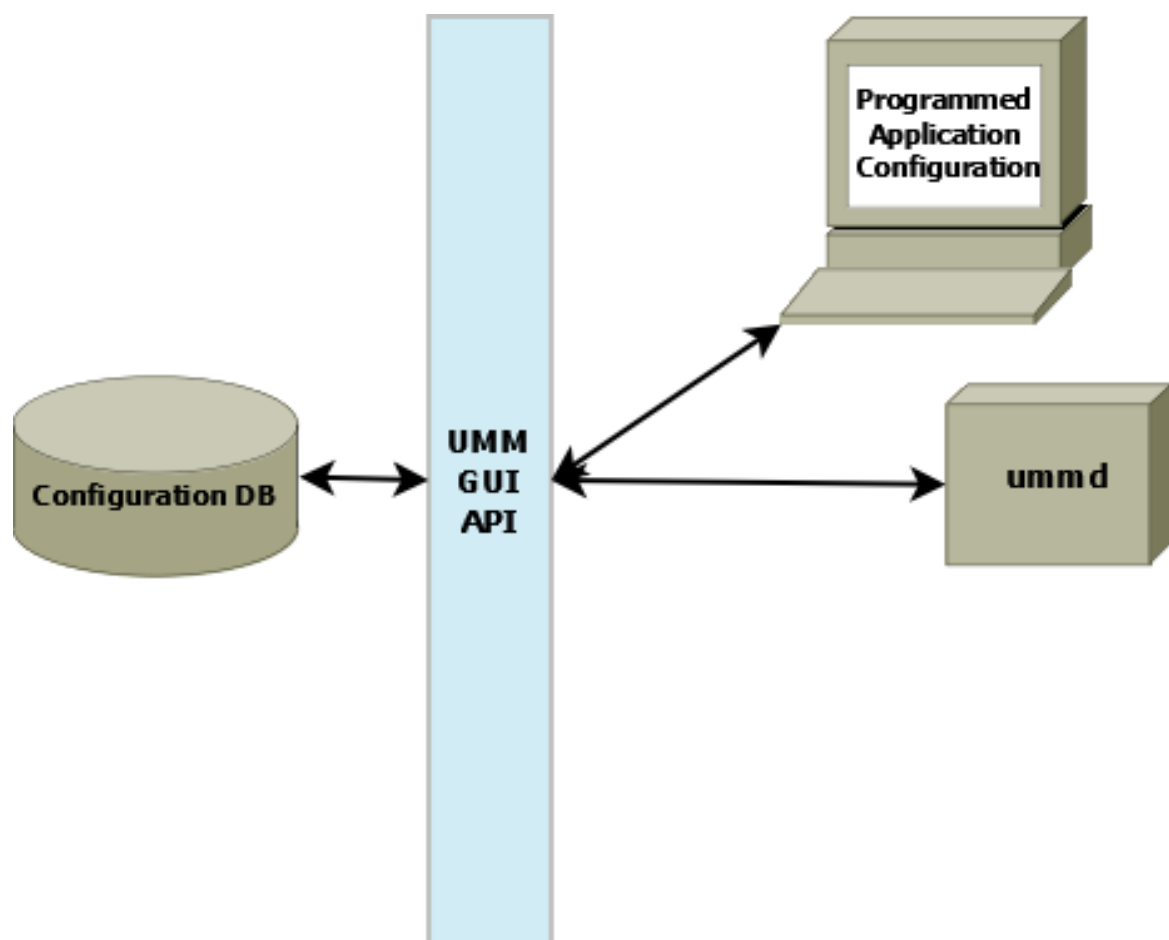 Programmed
Application
Configuration
UMM
GUI
API
Configuration DB
ummd